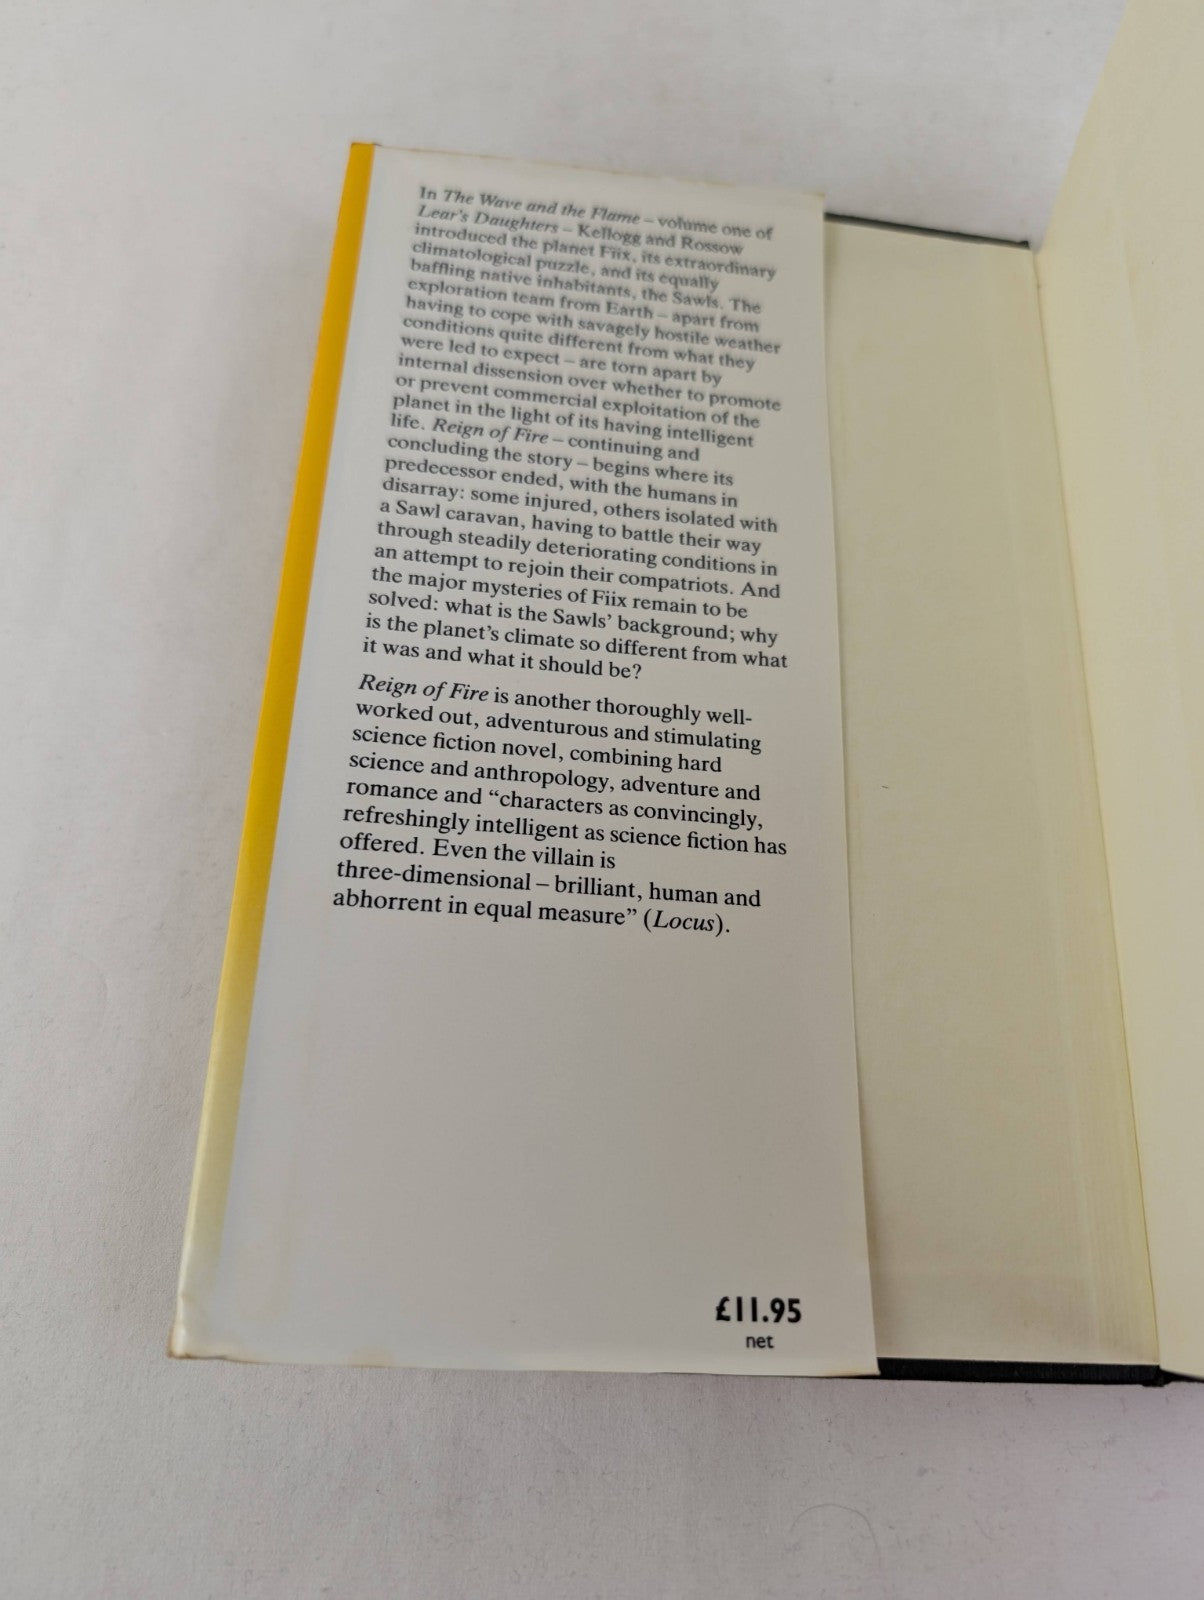 In The Wave and the Flame – volume one of
Lear's Daughters – Kellogg and Rossow
introduced the planet Fiix, its extraordinary
climatological puzzle, and its equally
baffling native inhabitants, the Sawls. The
exploration team from Earth – apart from
having to cope with savagely hostile weather
conditions quite different from what they
were led to expect – are torn apart by
internal dissension over whether to promote
or prevent commercial exploitation of the
planet in the light of its having intelligent
life. Reign of Fire – continuing and
concluding the story – begins where its
predecessor ended, with the humans in
disarray: some injured, others isolated with
a Sawl caravan, having to battle their way
through steadily deteriorating conditions in
an attempt to rejoin their compatriots. And
the major mysteries of Fiix remain to be
solved: what is the Sawls' background; why
is the planet's climate so different from what
it was and what it should be?
Reign of Fire is another thoroughly well-
worked out, adventurous and stimulating
science fiction novel, combining hard
science and anthropology, adventure and
romance and “characters as convincingly,
refreshingly intelligent as science fiction has
offered. Even the villain is
three-dimensional – brilliant, human and
abhorrent in equal measure” (Locus).
£11.95
net